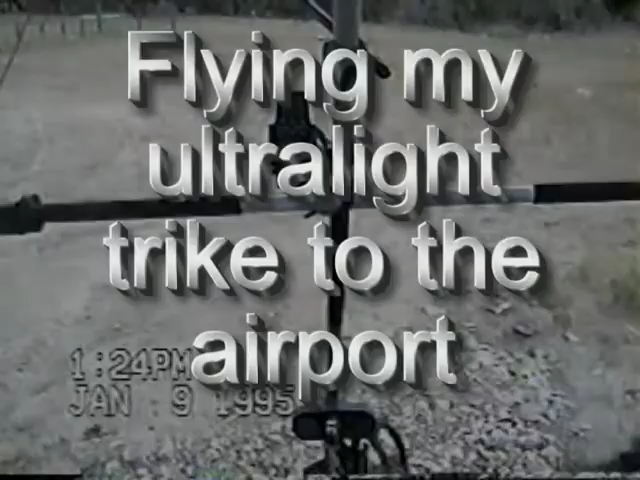 Flying my
ultralight
trike to the
airport
1:24PM
JAN 9 1995